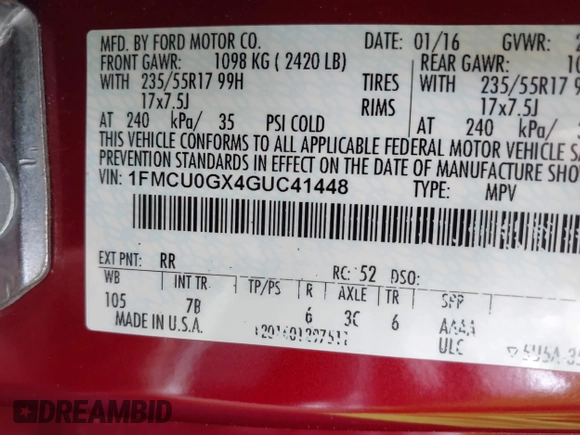 MFD. BY FORD MOTOR CO. DATE: 01/16 GVWR:
FRONT GAWR: 1098 KG ( 2420 LB) REAR GAWR: 10
WITH 235/55R17 99H TIRES WITH 235/55R17 99
17x7.5J RIMS 17x7.5J
AT 240 kPa/ 35 PSI COLD AT 240 kPa/
THIS VEHICLE CONFORMS TO ALL APPLICABLE FEDERAL MOTOR VEHICLE SA
PREVENTION STANDARDS IN EFFECT ON THE DATE OF MANUFACTURE SHO
VIN: 1FMCU0GX4GUC41448 TYPE: MPV
EXT PNT: RR RC: 52 DSO:
WB INT TR TP/PS R AXLE TR SPR
105 7B 6 3C 6 AAAA
MADE IN U.S.A. ULC
DREAMBID